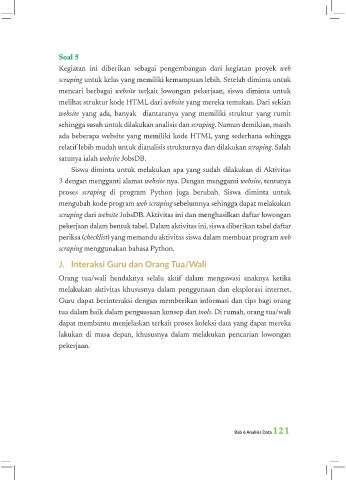 Soal 5
Kegiatan ini diberikan sebagai pengembangan dari kegiatan proyek web
scraping untuk kelas yang memiliki kemampuan lebih. Setelah diminta untuk
mencari berbagai website terkait lowongan pekerjaan, siswa diminta untuk
melihat struktur kode HTML dari website yang mereka temukan. Dari sekian
website yang ada, banyak diantaranya yang memiliki struktur yang rumit
sehingga susah untuk dilakukan analisis dan scraping. Namun demikian, masih
ada beberapa website yang memiliki kode HTML yang sederhana sehingga
relatif lebih mudah untuk dianalisis strukturnya dan dilakukan scraping. Salah
satunya ialah website JobsDB.
Siswa diminta untuk melakukan apa yang sudah dilakukan di Aktivitas
3 dengan mengganti alamat website nya. Dengan mengganti website, tentunya
proses scraping di program Python juga berubah. Siswa diminta untuk
mengubah kode program web scraping sebelumnya sehingga dapat melakukan
scraping dari website JobsDB. Aktivitas ini dan menghasilkan daftar lowongan
pekerjaan dalam bentuk tabel. Dalam aktivitas ini, siswa diberikan tabel daftar
periksa (checklist) yang memandu aktivitas siswa dalam membuat program web
scraping menggunakan bahasa Python.
J. Interaksi Guru dan Orang Tua/Wali
Orang tua/wali hendaknya selalu aktif dalam mengawasi anaknya ketika
melakukan aktivitas khususnya dalam penggunaan dan eksplorasi internet.
Guru dapat berinteraksi dengan memberikan informasi dan tips bagi orang
tua dalam baik dalam penguasaan konsep dan tools. Di rumah, orang tua/wali
dapat membantu menjelaskan terkait proses koleksi data yang dapat mereka
lakukan di masa depan, khususnya dalam melakukan pencarian lowongan
pekerjaan.
Bab 6 Analisis Data 121